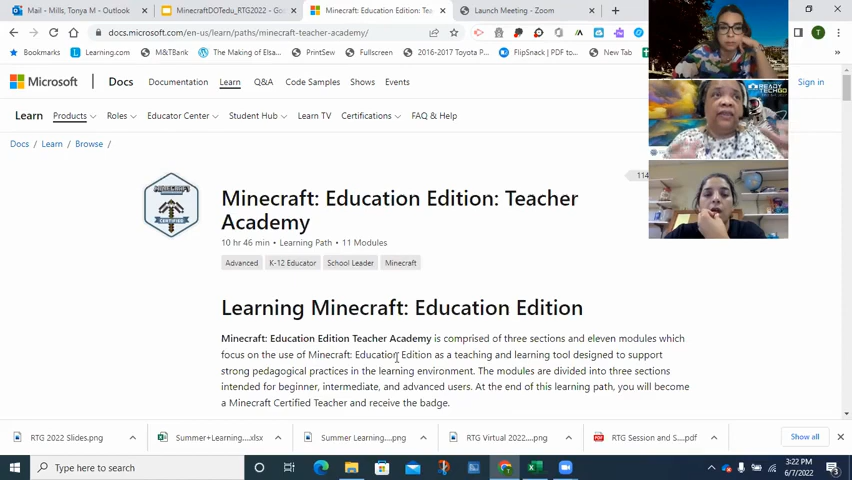 Mail - Mills, Tonya M - Outlook
MinecraftDOTedu_RTG2022 - Go
Minecraft: Education Edition: Tea
Launch Meeting - Zoom
docs.microsoft.com/en-us/learn/paths/minecraft-teacher-academy/
T
Bookmarks
Learning.com
M&TBank
The Training Center
PrintSew
Fullscreen
2016-2017 Toyota P
FlipSnack | PDF to
New Tab
READY
TECH GO
Microsoft
Docs
Documentation
Learn
Q&A
Code Samples
Shows
Events
Sign in
Learn
Products
Roles
Educator Center
Student Hub
Learn TV
Certifications
FAQ & Help
Docs / Learn / Browse /
114
MINECRAFT
CERTIFIED
Minecraft: Education Edition: Teacher
Academy
10 hr 46 min • Learning Path • 11 Modules
Advanced
K-12 Educator
School Leader
Minecraft
Learning Minecraft: Education Edition
Minecraft: Education Edition Teacher Academy is comprised of three sections and eleven modules which
focus on the use of Minecraft: Education Edition as a teaching and learning tool designed to support
strong pedagogical practices in the learning environment. The modules are divided into three sections
intended for beginner, intermediate, and advanced users. At the end of this learning path, you will become
a Minecraft Certified Teacher and receive the badge.
RTG 2022 Slides.png
Summer+Learning....xlsx
Summer Learning....png
RTG Virtual 2022....png
RTG Session and S....pdf
Show all
Type here to search
3:22 PM
6/7/2022
3